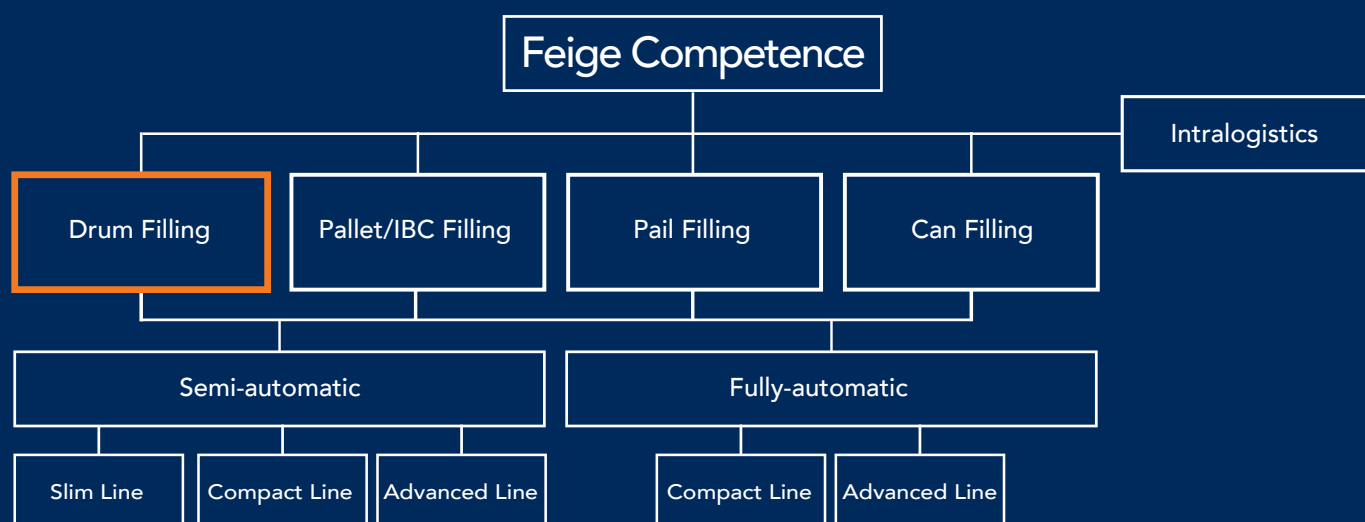 Feige Competence
Intralogistics
Drum Filling
Pallet/IBC Filling
Pail Filling
Can Filling
Semi-automatic
Fully-automatic
Slim Line
Compact Line
Advanced Line
Compact Line
Advanced Line